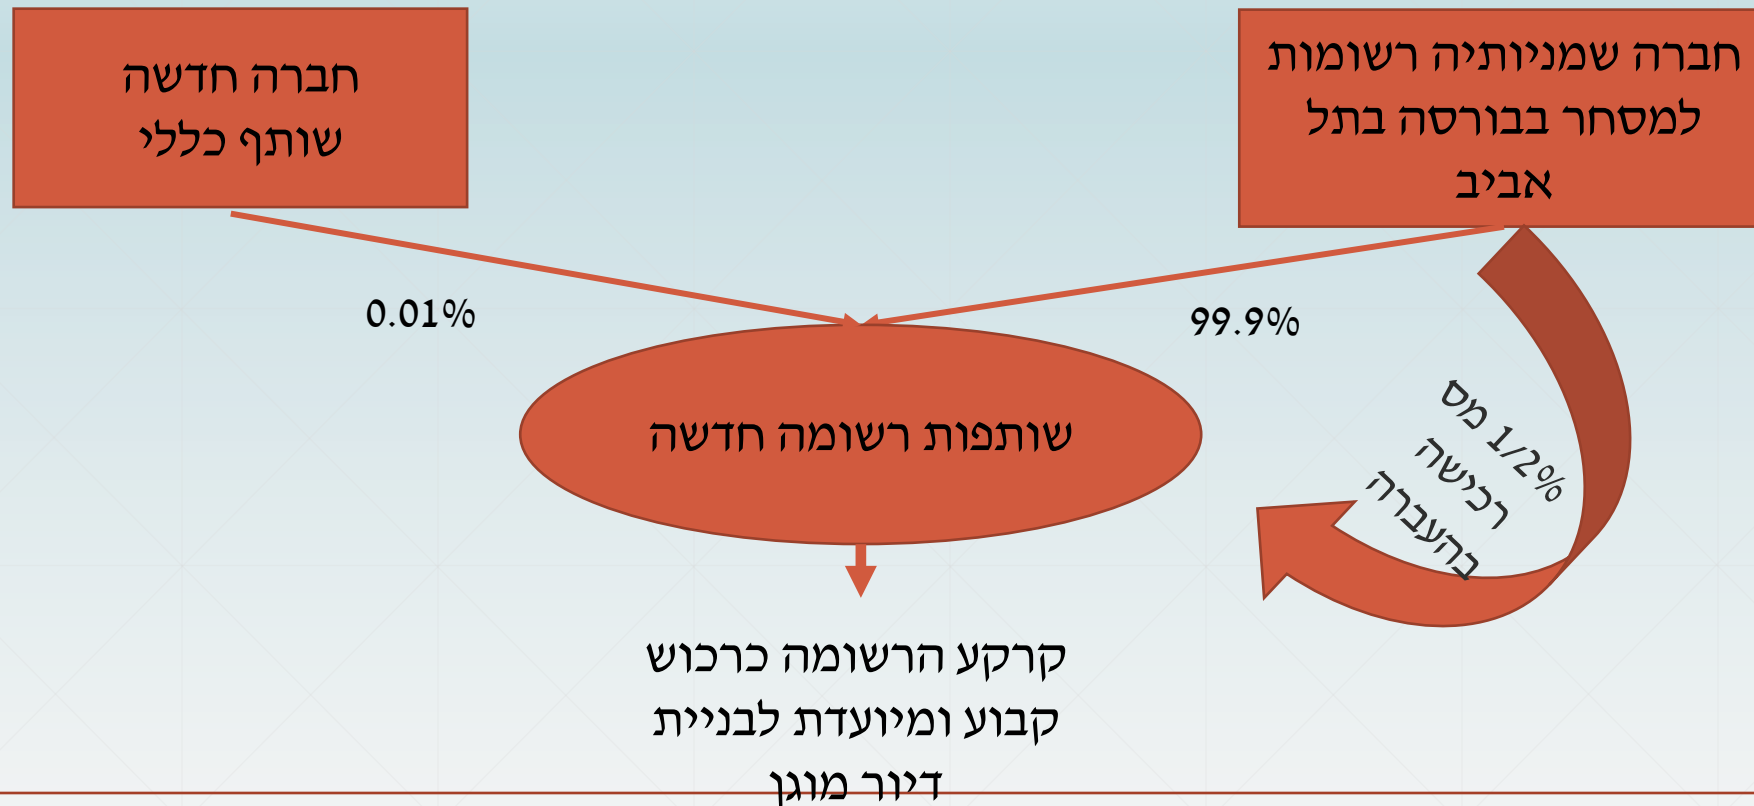 חברה שמניותיה רשומות
למסחר בבורסה בתל
אביב
חברה חדשה
שותף כללי
99.9%
0.01%
1/2% מס
רכישה
בהעברה
שותפות רשומה חדשה
קרקע הרשומה כרכוש
קבוע ומיועדת לבניית
דיור מוגן